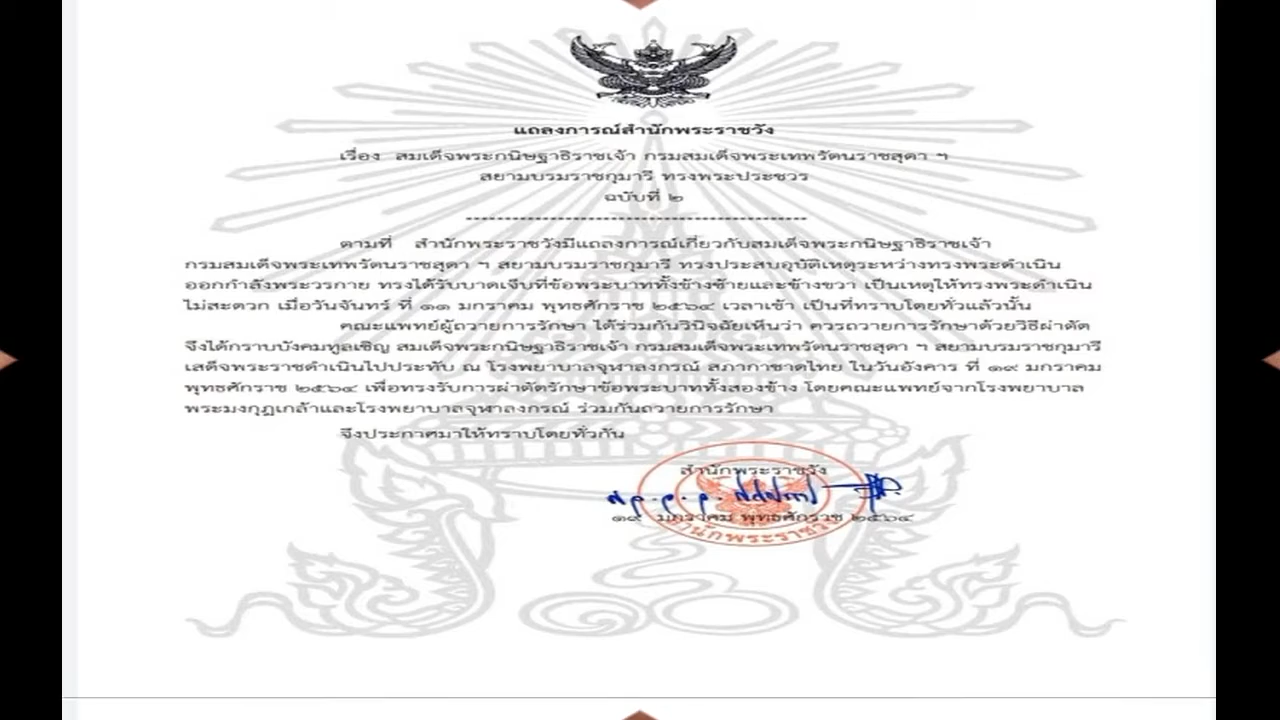 แถลงการณ์สำนักพระราชวัง
เรื่อง สมเด็จพระกนิษฐาธิราชเจ้า กรมสมเด็จพระเทพรัตนราชสุดา ฯ
สยามบรมราชกุมารี ทรงพระประชวร
ฉบับที่ ๒
--------------------------------------------
ตามที่ สำนักพระราชวังมีแถลงการณ์เกี่ยวกับสมเด็จพระกนิษฐาธิราชเจ้า
กรมสมเด็จพระเทพรัตนราชสุดา ฯ สยามบรมราชกุมารี ทรงประสบอุบัติเหตุระหว่างทรงพระดำเนิน
ออกกำลังพระวรกาย ทรงได้รับบาดเจ็บที่ข้อพระบาททั้งข้างซ้ายและข้างขวา เป็นเหตุให้ทรงพระดำเนิน
ไม่สะดวก เมื่อวันจันทร์ ที่ ๑๑ มกราคม พุทธศักราช ๒๕๖๔ เวลาเช้า เป็นที่ทราบโดยทั่วแล้วนั้น
คณะแพทย์ผู้ถวายการรักษา ได้ร่วมกันวินิจฉัยเห็นว่า ควรถวายการรักษาด้วยวิธีผ่าตัด
จึงได้กราบบังคมทูลเชิญ สมเด็จพระกนิษฐาธิราชเจ้า กรมสมเด็จพระเทพรัตนราชสุดา ฯ สยามบรมราชกุมารี
เสด็จพระราชดำเนินไปประทับ ณ โรงพยาบาลจุฬาลงกรณ์ สภากาชาดไทย ในวันอังคาร ที่ ๑๙ มกราคม
พุทธศักราช ๒๕๖๔ เพื่อทรงรับการผ่าตัดรักษาข้อพระบาททั้งสองข้าง โดยคณะแพทย์จากโรงพยาบาล
พระมงกุฎเกล้าและโรงพยาบาลจุฬาลงกรณ์ ร่วมกันถวายการรักษา
จึงประกาศมาให้ทราบโดยทั่วกัน
สำนักพระราชวัง
๑๙ มกราคม พุทธศักราช ๒๕๖๔
สำนักพระราชวัง